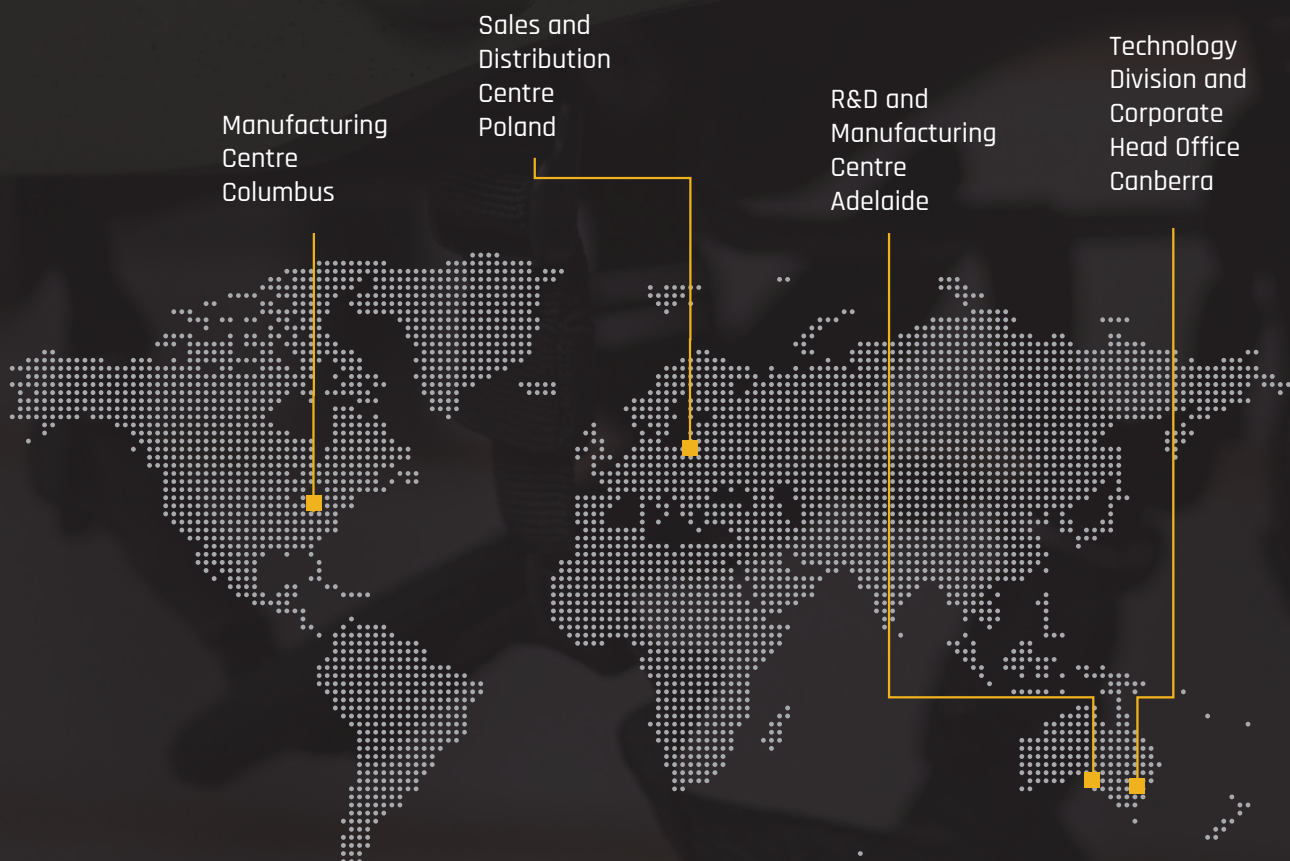 Manufacturing
Centre
Columbus
Sales and
Distribution
Centre
Poland
R&D and
Manufacturing
Centre
Adelaide
Technology
Division and
Corporate
Head Office
Canberra